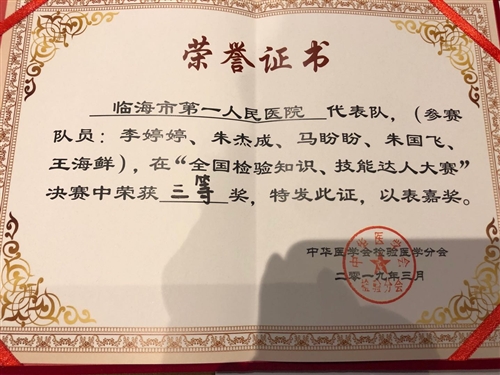 荣誉证书
临海市第一人民医院 代表队，（参赛
队员：李婷婷、朱杰成、马盼盼、朱国飞、
王海鲜），在“全国检验知识、技能达人大赛”
决赛中荣获 三等 奖，特发此证，以表嘉奖。
中华医学会检验医学分会
二零一九年三月
检验分会